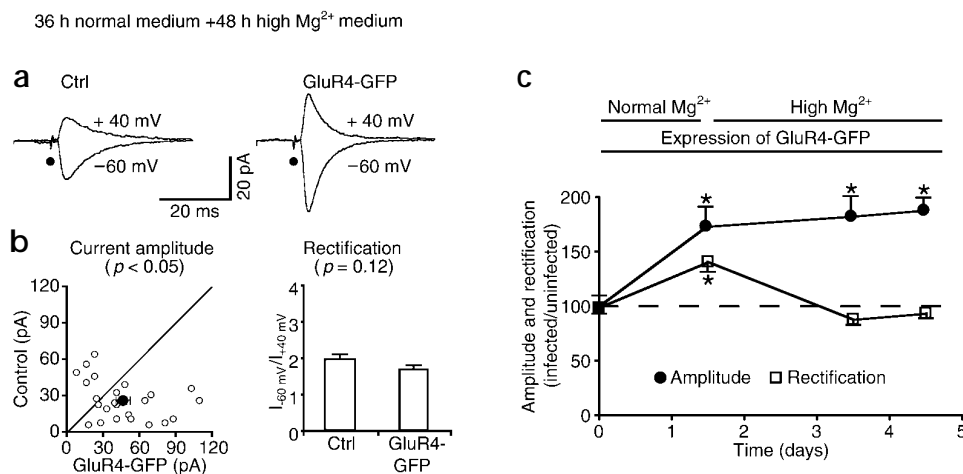 36 h normal medium +48 h high Mg²⁺ medium
a
Ctrl
GluR4-GFP
+ 40 mV
−60 mV
+ 40 mV
−60 mV
20 pA
20 ms
b
Current amplitude
(p < 0.05)
Control (pA)
120
90
60
30
0
0 30 60 90 120
GluR4-GFP (pA)
Rectification
(p = 0.12)
I-60 mV/I+40 mV
4
3
2
1
0
Ctrl
GluR4-
GFP
c
Normal Mg²⁺
High Mg²⁺
Expression of GluR4-GFP
Amplitude and rectification
(infected/uninfected)
200
150
100
50
0
* * *
*
Amplitude
Rectification
0 1 2 3 4 5
Time (days)